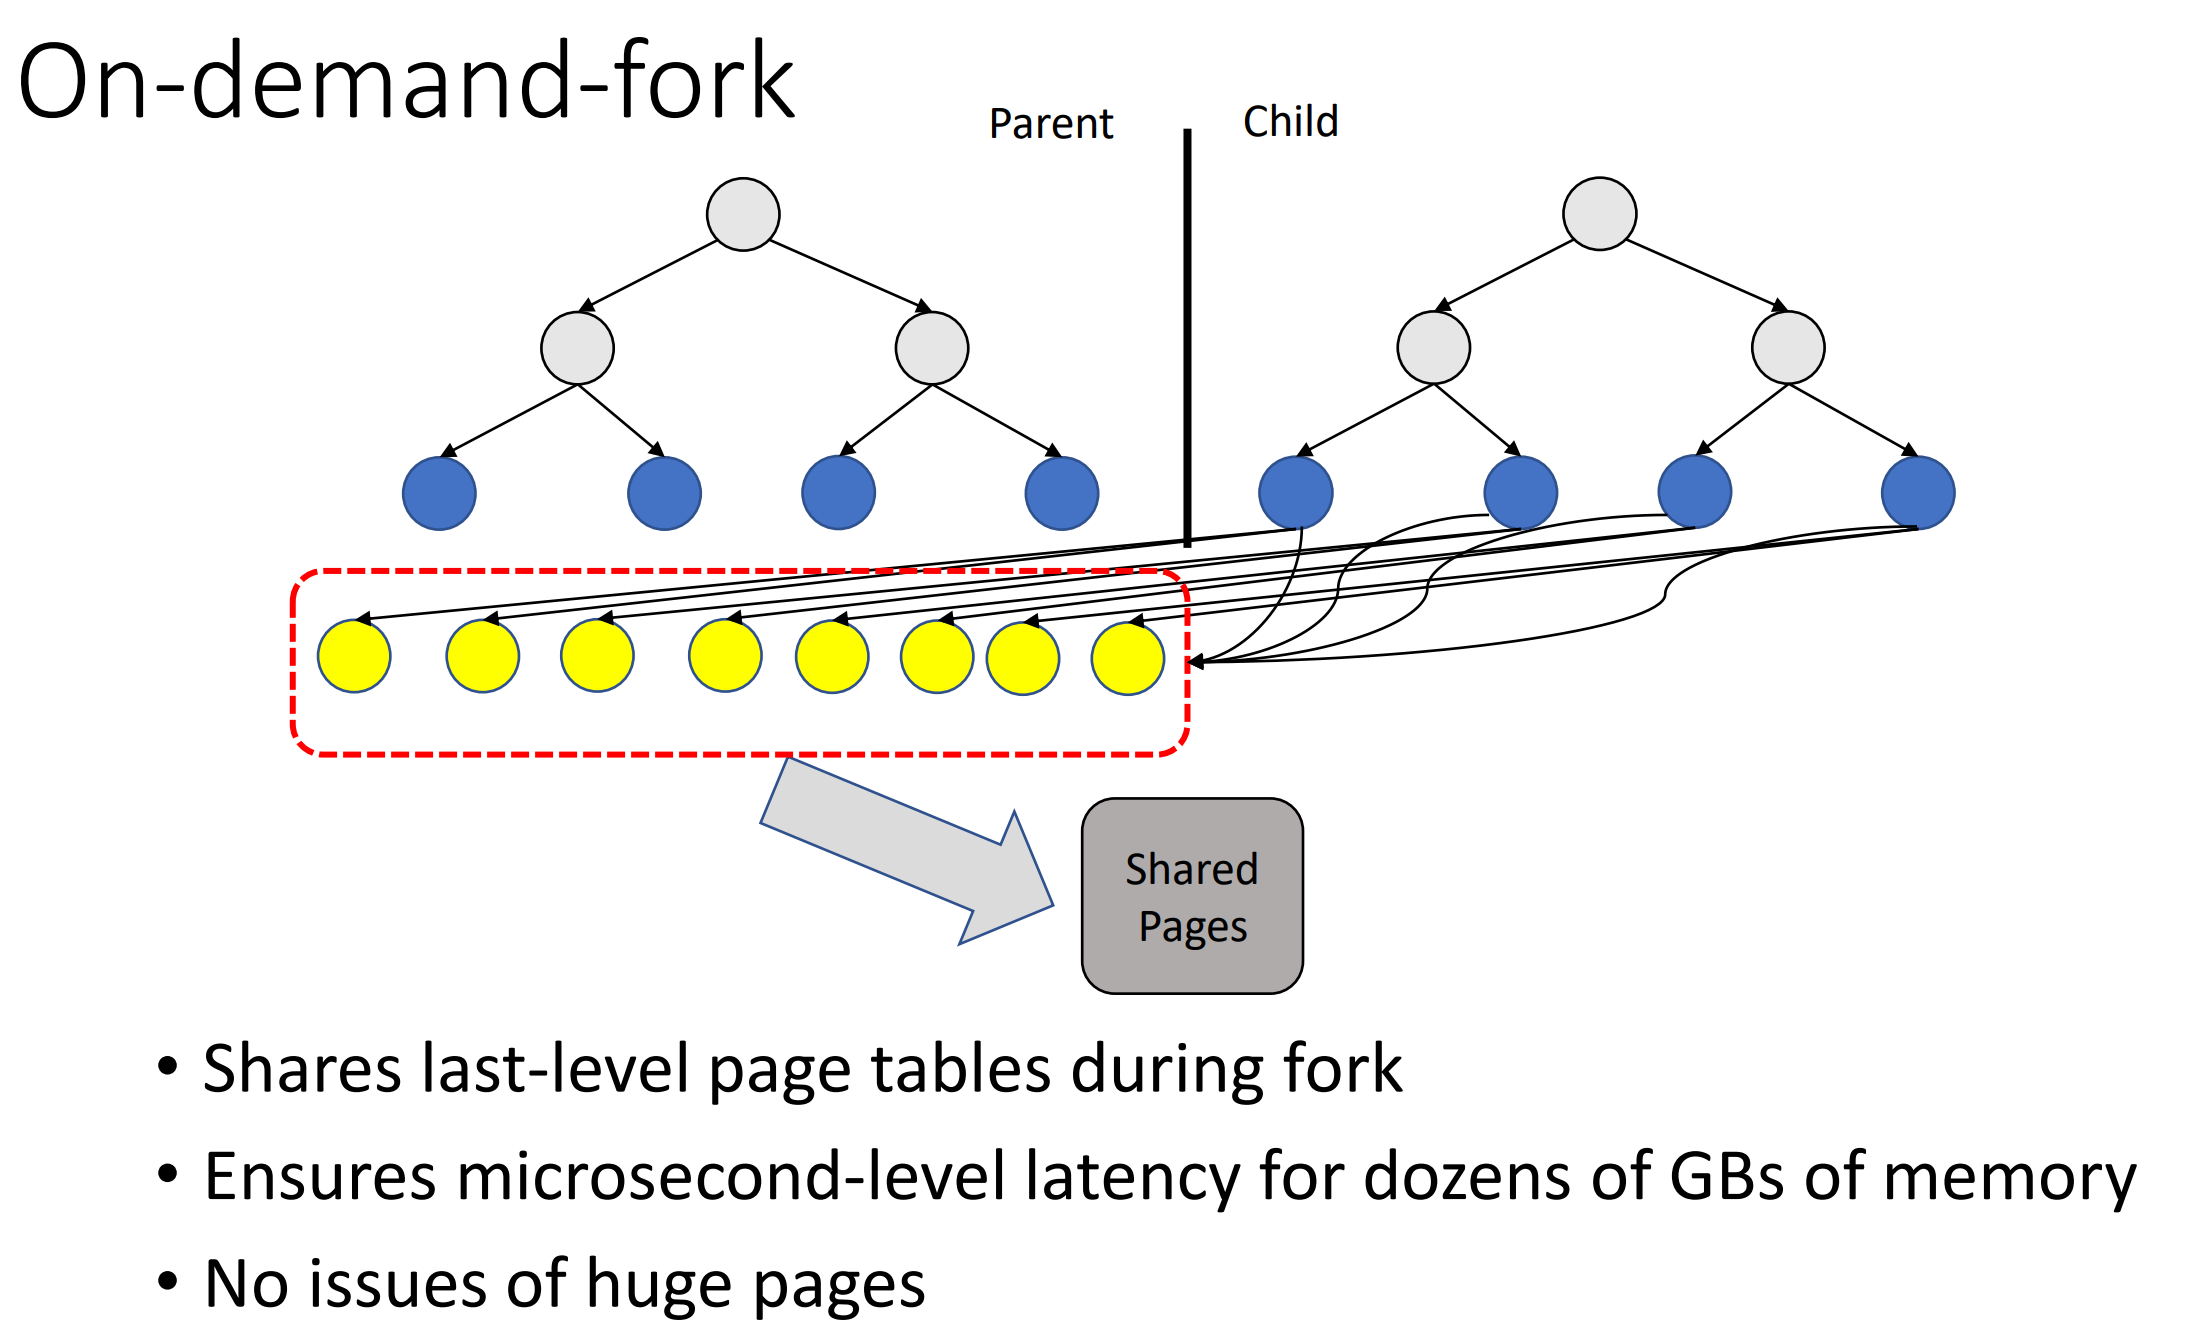 On-demand-fork
Parent
Child
Shared
Pages
• Shares last-level page tables during fork
• Ensures microsecond-level latency for dozens of GBs of memory
• No issues of huge pages